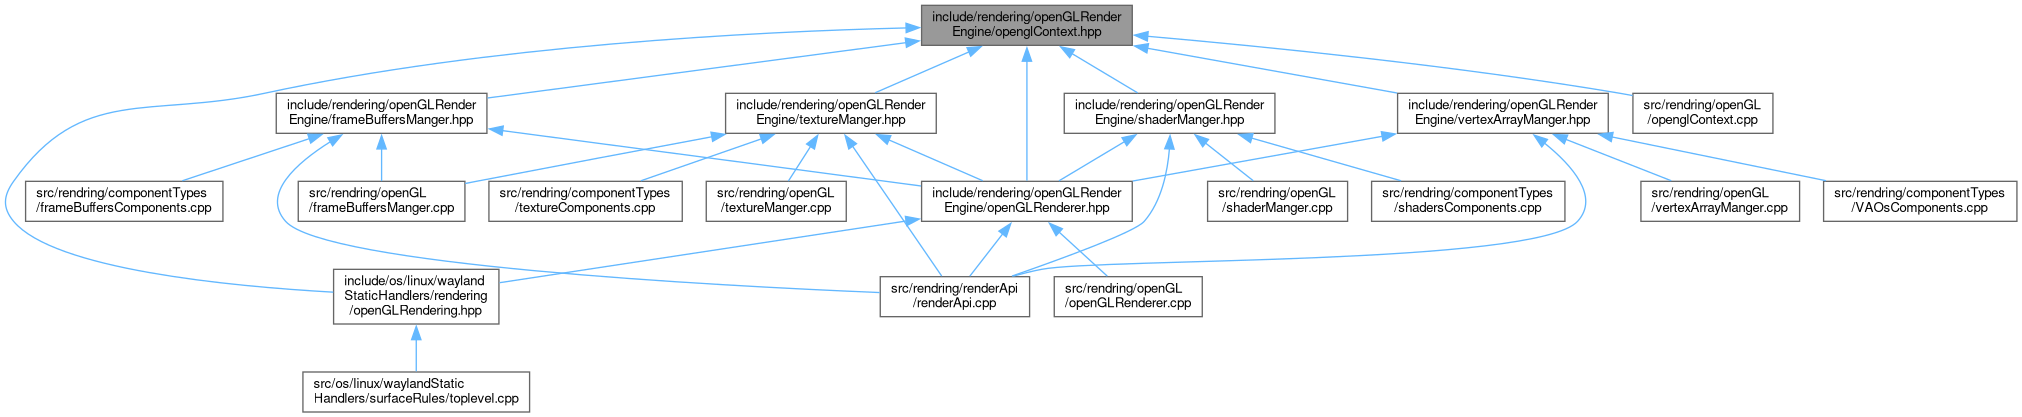 include/rendering/openGLRender
Engine/openglContext.hpp
include/rendering/openGLRender
Engine/frameBuffersManger.hpp
include/rendering/openGLRender
Engine/textureManger.hpp
include/rendering/openGLRender
Engine/shaderManger.hpp
include/rendering/openGLRender
Engine/vertexArrayManger.hpp
src/rendring/openGL
/openglContext.cpp
src/rendring/componentTypes
/frameBuffersComponents.cpp
src/rendring/openGL
/frameBuffersManger.cpp
src/rendring/componentTypes
/textureComponents.cpp
src/rendring/openGL
/textureManger.cpp
include/rendering/openGLRender
Engine/openGLRenderer.hpp
src/rendring/openGL
/shaderManger.cpp
src/rendring/componentTypes
/shadersComponents.cpp
src/rendring/openGL
/vertexArrayManger.cpp
src/rendring/componentTypes
/VAOsComponents.cpp
include/os/linux/wayland
StaticHandlers/rendering
/openGLRendering.hpp
src/rendring/renderApi
/renderApi.cpp
src/rendring/openGL
/openGLRenderer.cpp
src/os/linux/waylandStatic
Handlers/surfaceRules/toplevel.cpp